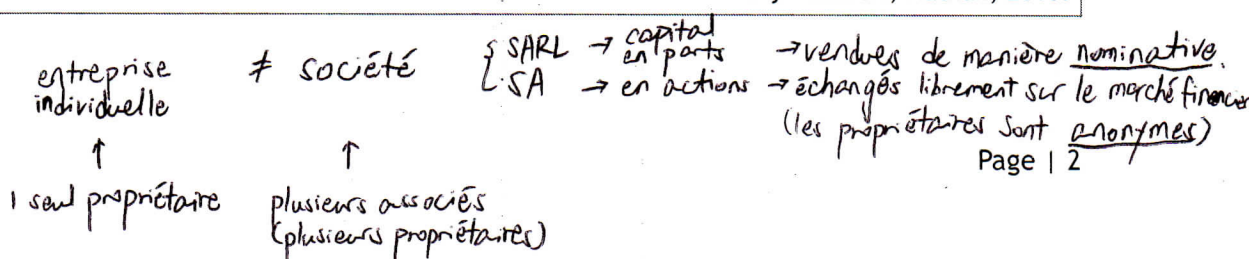 entreprise individuelle ≠ société { SARL → capital en parts → vendues de manière nominative.
SA → en actions → échangés librement sur le marché financier
(les propriétaires sont anonymes)
Page | 2
↑ ↑
1 seul propriétaire plusieurs associés
(plusieurs propriétaires)